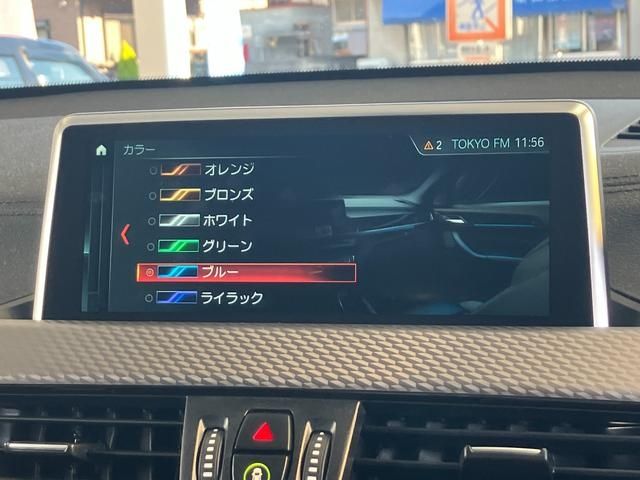 カラー
2 TOKYO FM 11:56
オレンジ
ブロンズ
ホワイト
グリーン
ブルー
ライラック